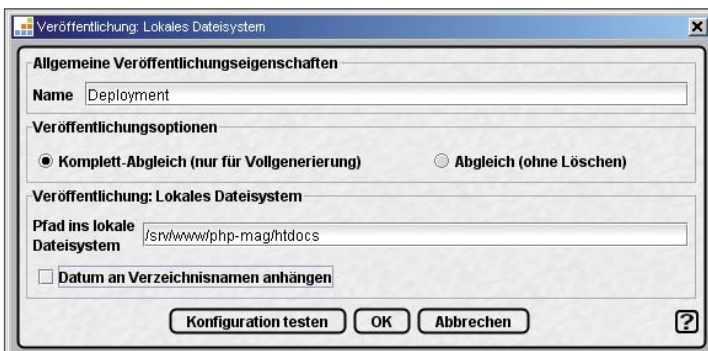 Veröffentlichung: Lokales Dateisystem
Allgemeine Veröffentlichungseigenschaften
Name Deployment
Veröffentlichungsoptionen
Komplett-Abgleich (nur für Vollgenerierung) Abgleich (ohne Löschen)
Veröffentlichung: Lokales Dateisystem
Pfad ins lokale
Dateisystem /srv/www/php-mag/htdocs
Datum an Verzeichnisnamen anhängen
Konfiguration testen OK Abbrechen ?